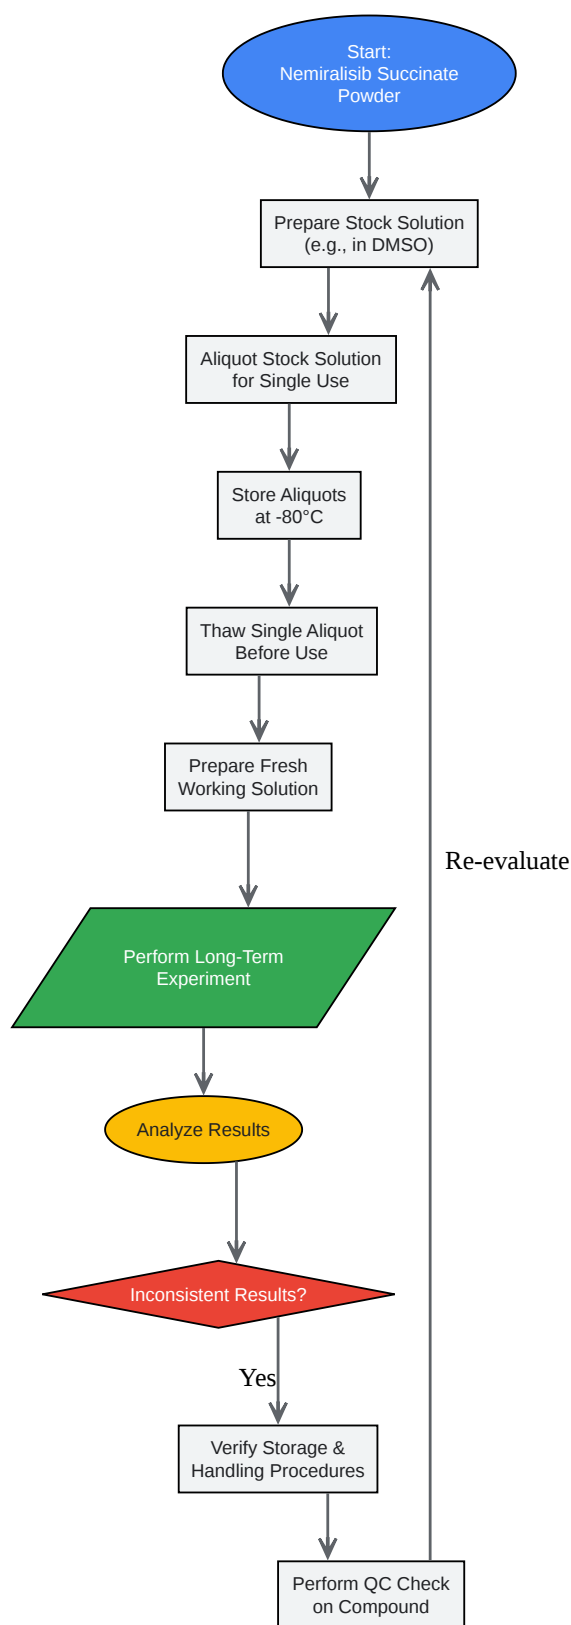 Start:
Nemiralisib Succinate
Powder
Prepare Stock Solution
(e.g., in DMSO)
Aliquot Stock Solution
for Single Use
Store Aliquots
at -80°C
Thaw Single Aliquot
Before Use
Prepare Fresh
Working Solution
Re-evaluate
Perform Long-Term
Experiment
Analyze Results
Inconsistent Results?
Yes
Verify Storage &
Handling Procedures
Perform QC Check
on Compound